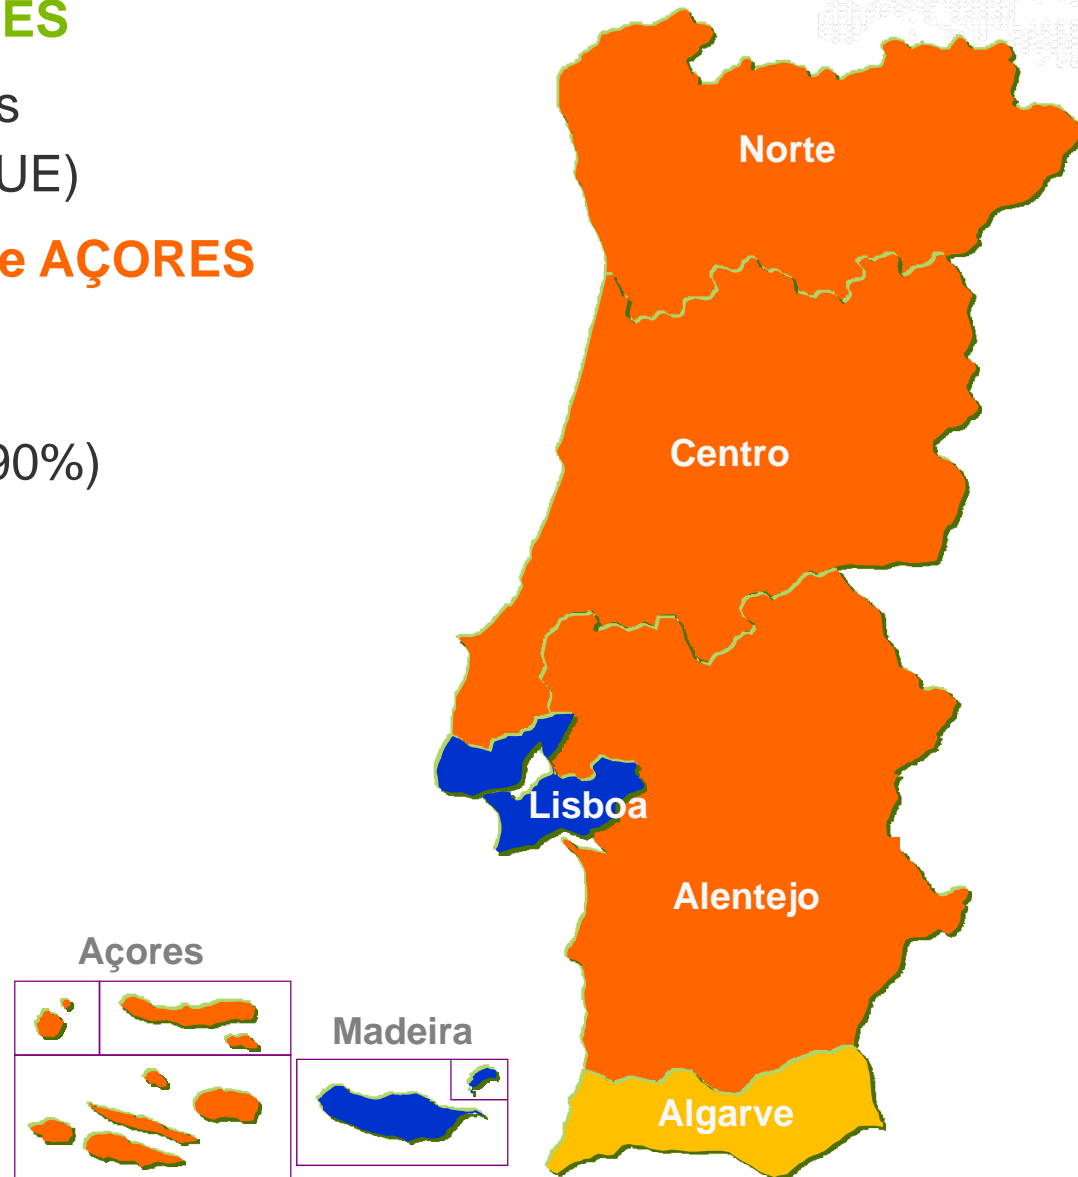 ES
s
UE)
e AÇORES
90%)
Norte
Centro
Lisboa
Alentejo
Açores
Madeira
Algarve